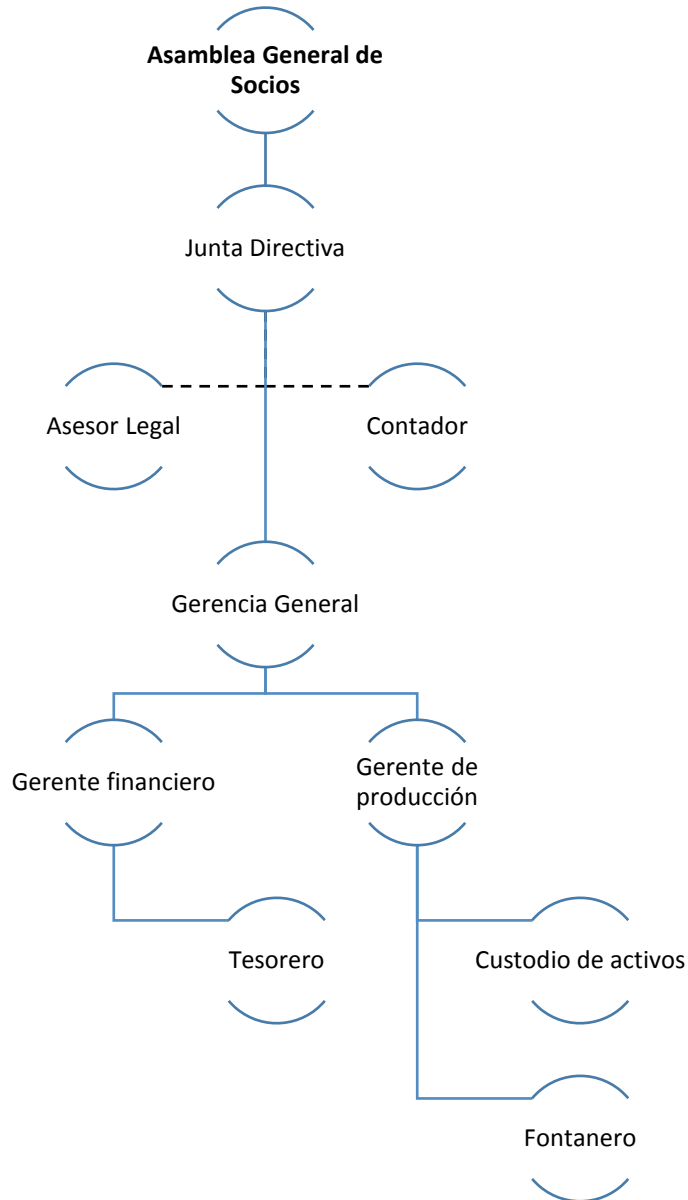 Asamblea General de
Socios
Junta Directiva
Asesor Legal
Contador
Gerencia General
Gerente financiero
Gerente de
producción
Tesorero
Custodio de activos
Fontanero